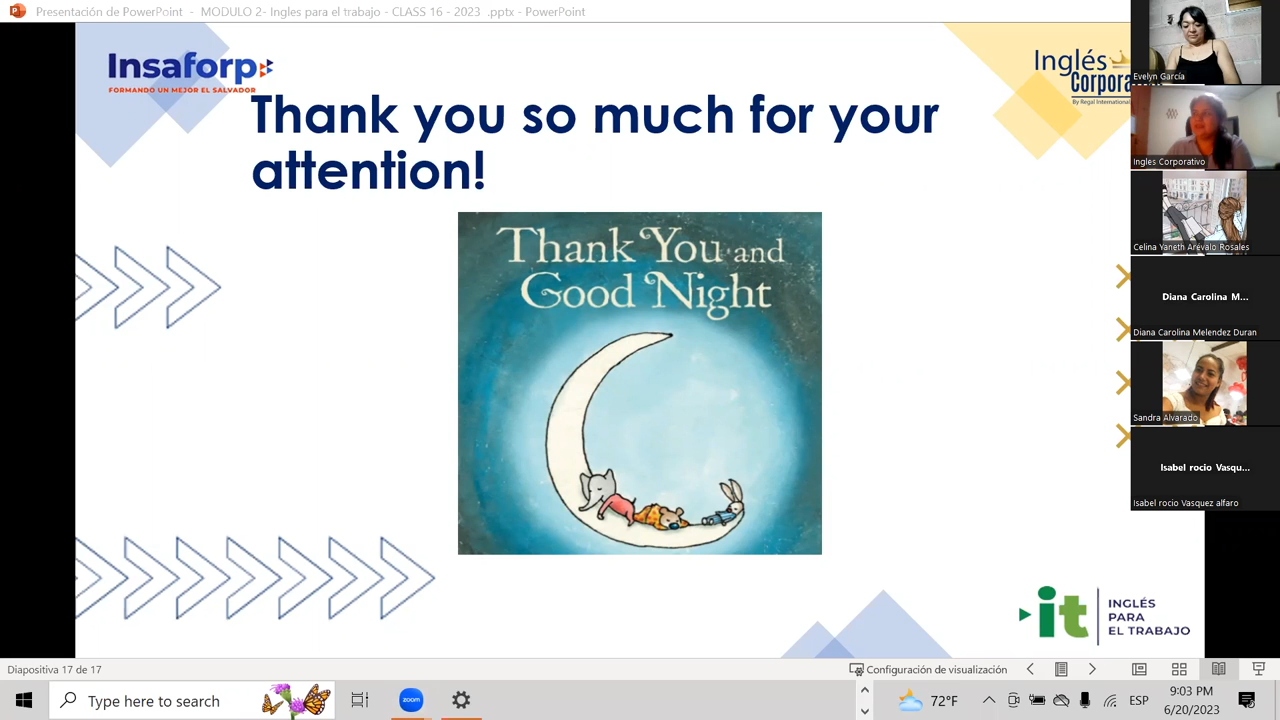 Presentación de PowerPoint - MODULO 2- Ingles para el trabajo - CLASS 16 - 2023 .pptx - PowerPoint
Insaforp
FORMANDO UN MEJOR EL SALVADOR
Inglés
Corpora
By Regal International
Thank you so much for your
attention!
Thank You and
Good Night
Evelyn García
Ingles Corporativo
Celina Yaneth Arévalo Rosales
Diana Carolina M...
Diana Carolina Melendez Duran
Sandra Alvarado
Isabel rocio Vasqu...
Isabel rocio Vasquez alfaro
it
INGLÉS
PARA
EL TRABAJO
Diapositiva 17 de 17
Configuración de visualización
Type here to search
zoom
72°F
ESP
9:03 PM
6/20/2023